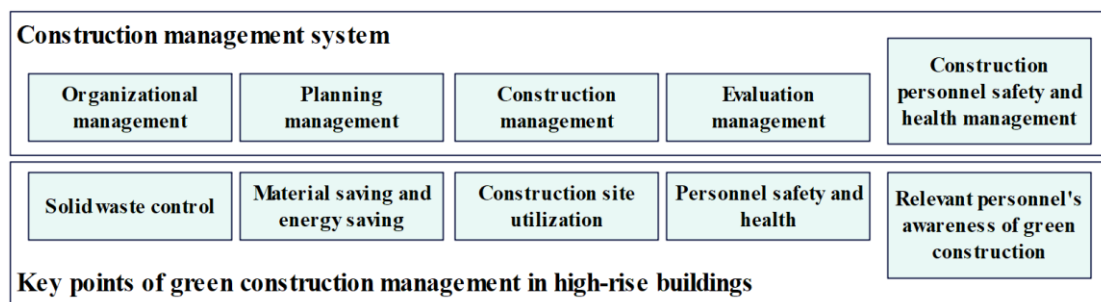 Construction management system
Organizational
management
Planning
management
Construction
management
Evaluation
management
Construction
personnel safety and
health management
Solid waste control
Material saving and
energy saving
Construction site
utilization
Personnel safety and
health
Relevant personnel's
awareness of green
construction
Key points of green construction management in high-rise buildings